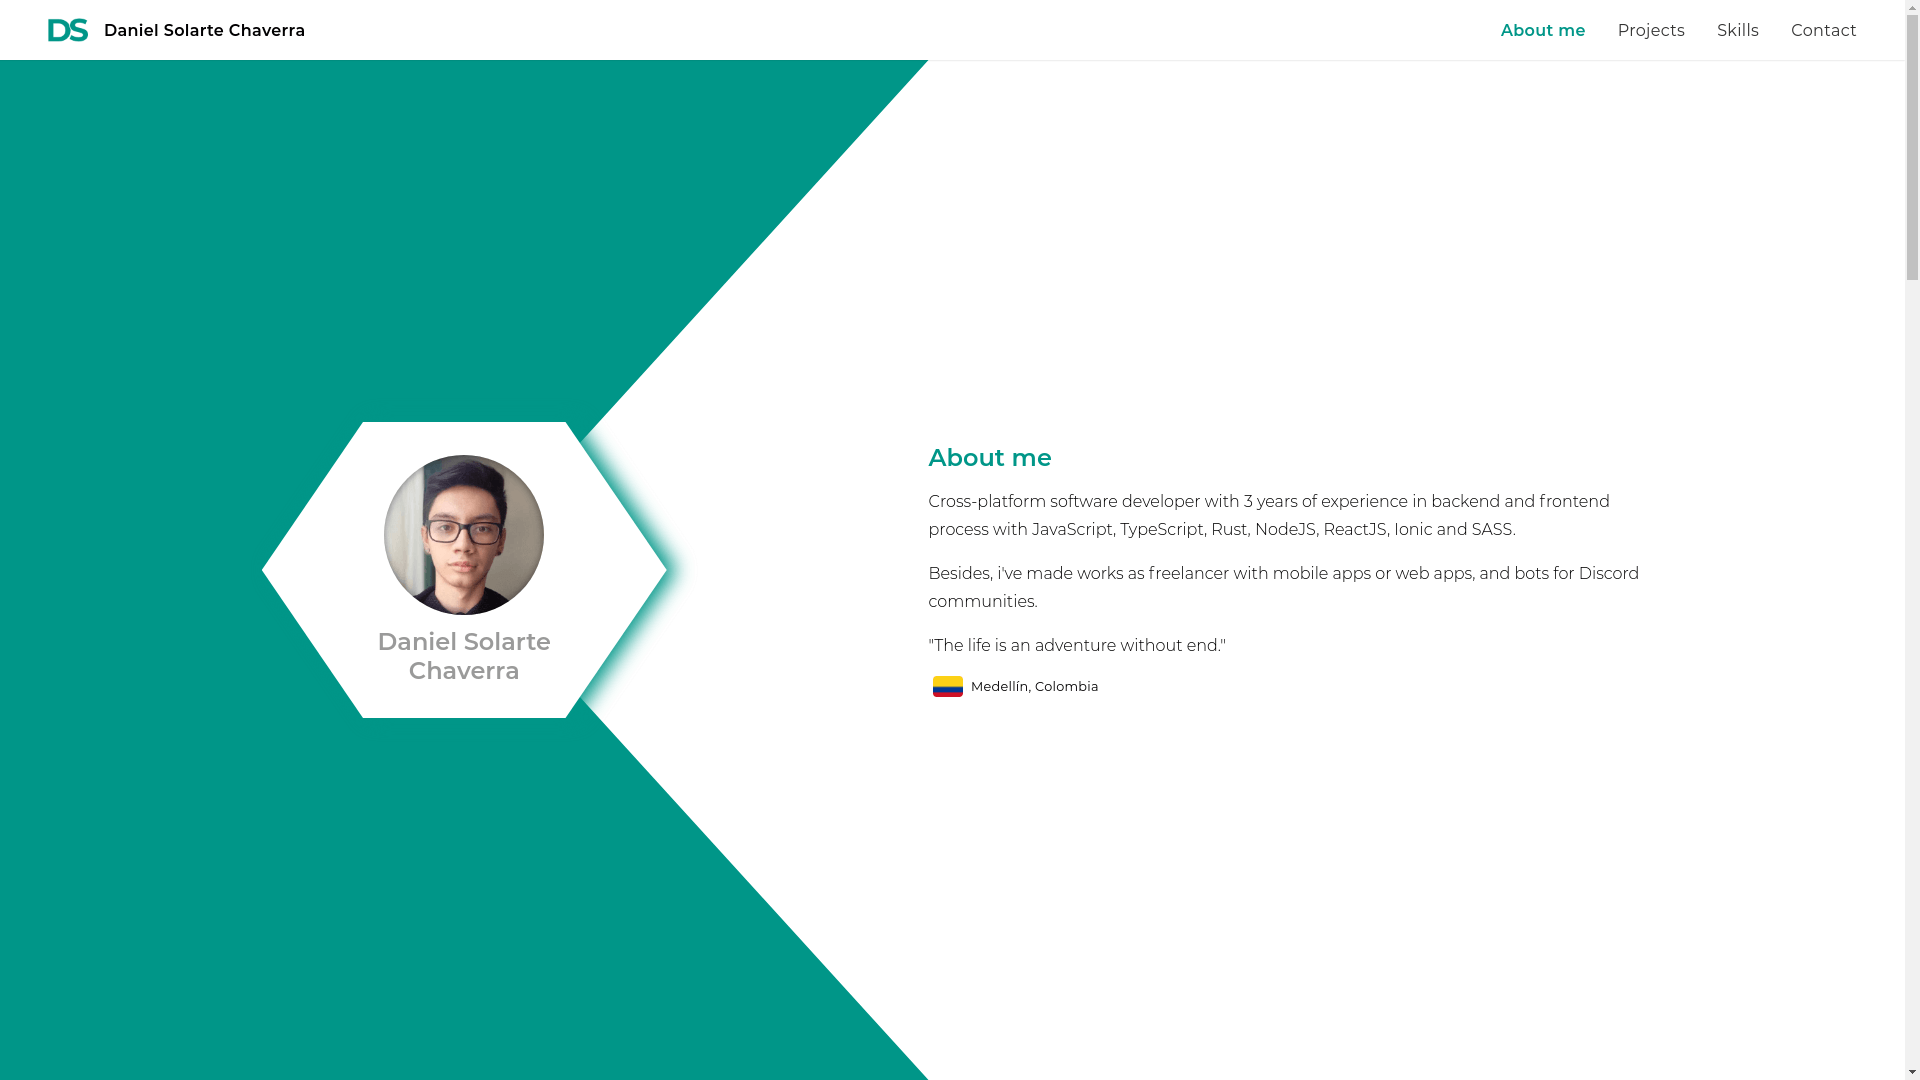 DS Daniel Solarte Chaverra About me Projects Skills Contact
Daniel Solarte
Chaverra
About me
Cross-platform software developer with 3 years of experience in backend and frontend
process with JavaScript, TypeScript, Rust, NodeJS, ReactJS, Ionic and SASS.
Besides, i've made works as freelancer with mobile apps or web apps, and bots for Discord
communities.
"The life is an adventure without end."
Medellín, Colombia